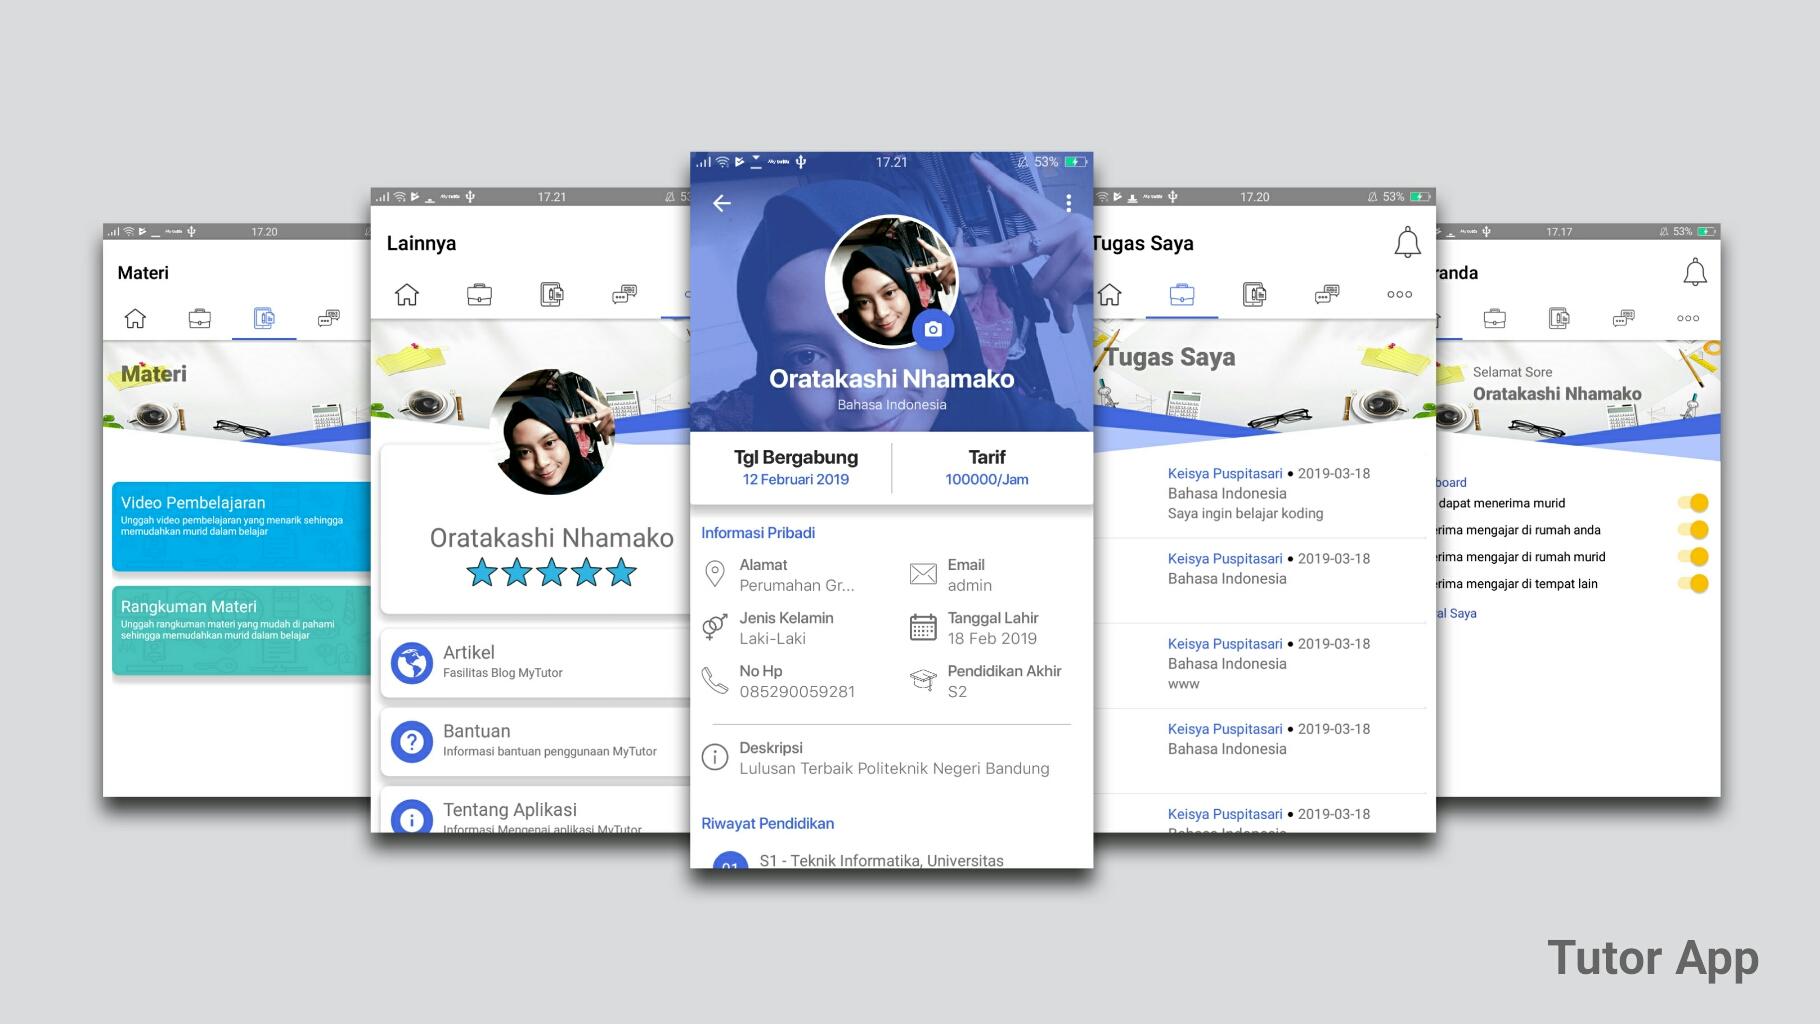 17.20
Materi
Materi
Video Pembelajaran
Unggah video pembelajaran yang menarik sehingga
memudahkan murid dalam belajar
Rangkuman Materi
Unggah rangkuman materi yang mudah di pahami
sehingga memudahkan murid dalam belajar
17.21
Lainnya
Oratakashi Nhamako
Artikel
Fasilitas Blog MyTutor
Bantuan
Informasi bantuan penggunaan MyTutor
Tentang Aplikasi
Informasi Mengenai aplikasi MyTutor
17.21
53%
Oratakashi Nhamako
Bahasa Indonesia
Tgl Bergabung
12 Februari 2019
Tarif
100000/Jam
Informasi Pribadi
Alamat
Perumahan Gr...
Email
admin
Jenis Kelamin
Laki-Laki
Tanggal Lahir
18 Feb 2019
No Hp
085290059281
Pendidikan Akhir
S2
Deskripsi
Lulusan Terbaik Politeknik Negeri Bandung
Riwayat Pendidikan
01
S1 - Teknik Informatika, Universitas
17.20
53%
Tugas Saya
Tugas Saya
Keisya Puspitasari • 2019-03-18
Bahasa Indonesia
Saya ingin belajar koding
Keisya Puspitasari • 2019-03-18
Bahasa Indonesia
Keisya Puspitasari • 2019-03-18
Bahasa Indonesia
www
Keisya Puspitasari • 2019-03-18
Bahasa Indonesia
Keisya Puspitasari • 2019-03-18
Bahasa Indonesia
17.17
53%
randa
Selamat Sore
Oratakashi Nhamako
board
dapat menerima murid
erima mengajar di rumah anda
erima mengajar di rumah murid
erima mengajar di tempat lain
al Saya
Tutor App